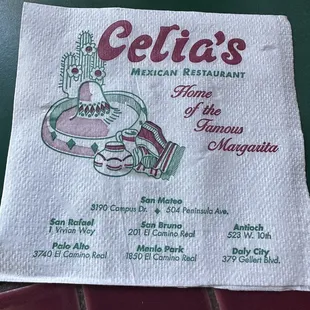 Celia's
Mexican Restaurant
Home
of the
Famous
Margarita
San Mateo
3190 Campus Dr. ◆ 504 Peninsula Ave.
San Rafael
1 Vivian Way
San Bruno
201 El Camino Real
Antioch
523 W. 10th
Palo Alto
3740 El Camino Real
Menlo Park
1850 El Camino Real
Daly City
379 Gellert Blvd.